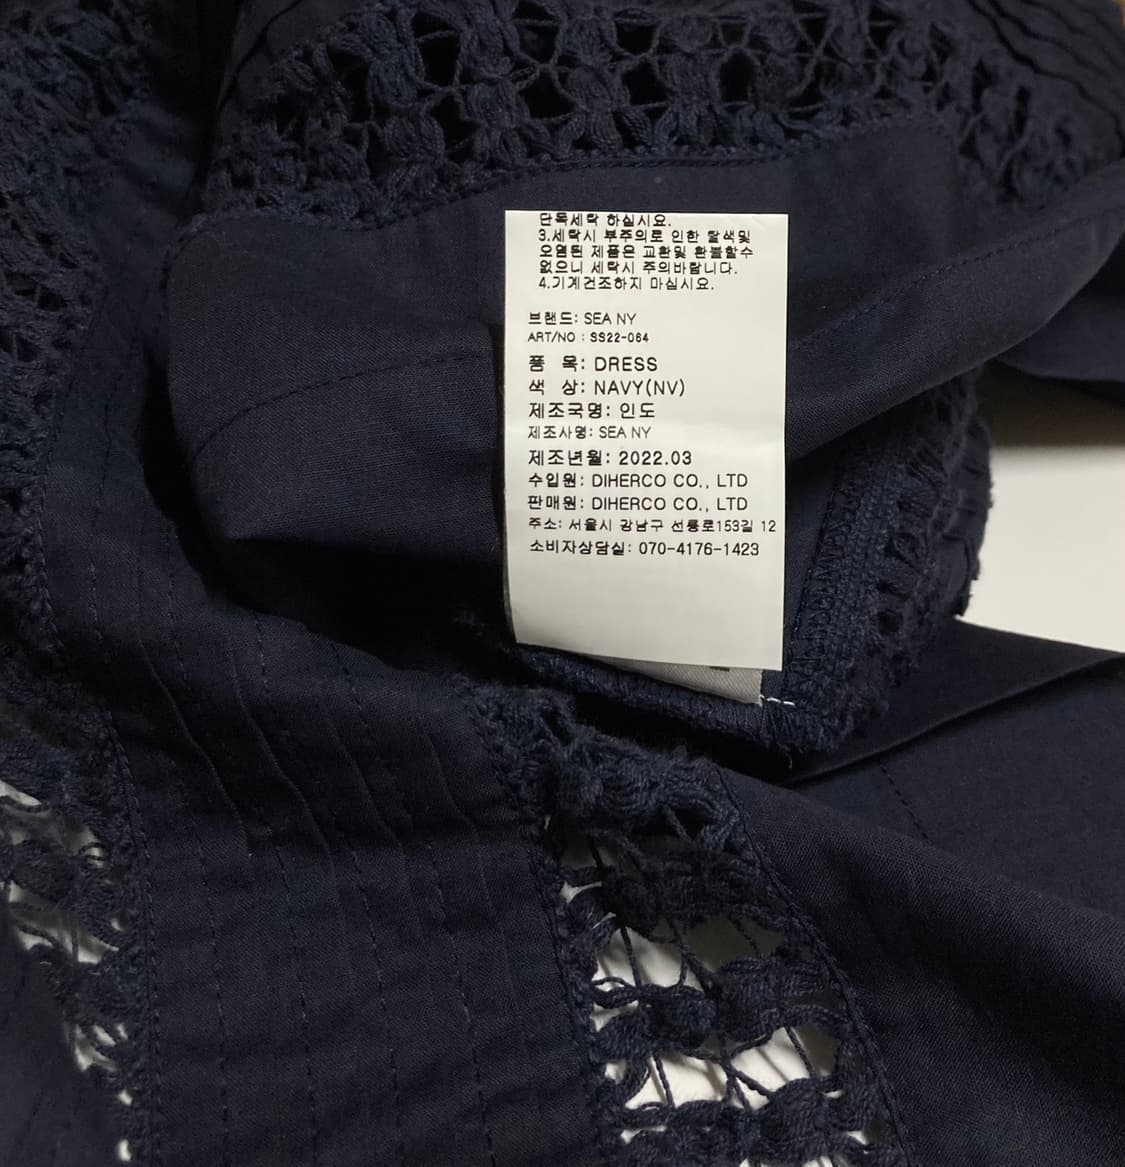 단독세탁 하십시요.
3.세탁시 부주의로 인한 탈색및
오염된 제품은 교환및 환불할수
없으니 세탁시 주의바랍니다.
4.기계건조하지 마십시요.
브랜드: SEA NY
ART/NO : SS22-064
품 목: DRESS
색 상: NAVY(NV)
제조국명: 인도
제조사명: SEA NY
제조년월: 2022.03
수입원: DIHERCO CO., LTD
판매원: DIHERCO CO., LTD
주소: 서울시 강남구 선릉로153길 12
소비자상담실: 070-4176-1423